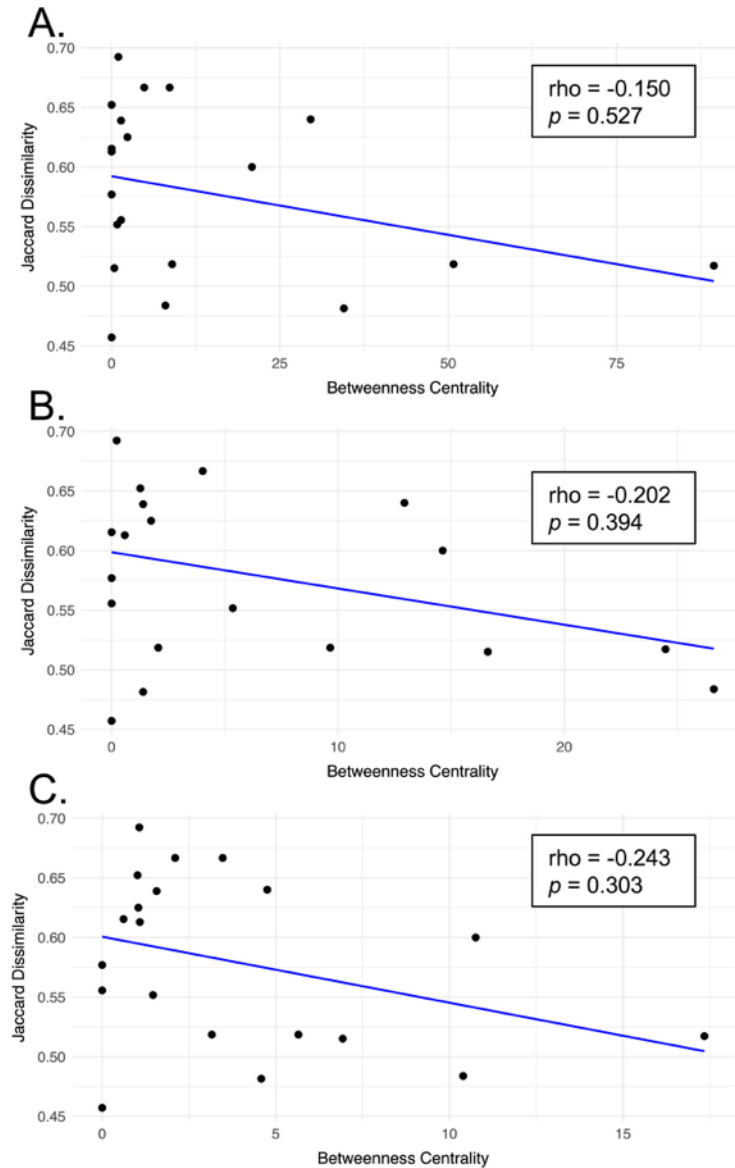 A.
0.70
0.65
0.60
0.55
0.50
0.45
Jaccard Dissimilarity
rho = -0.150
p = 0.527
0 25 50 75
Betweenness Centrality
B.
0.70
0.65
0.60
0.55
0.50
0.45
Jaccard Dissimilarity
rho = -0.202
p = 0.394
0 10 20
Betweenness Centrality
C.
0.70
0.65
0.60
0.55
0.50
0.45
Jaccard Dissimilarity
rho = -0.243
p = 0.303
0 5 10 15
Betweenness Centrality